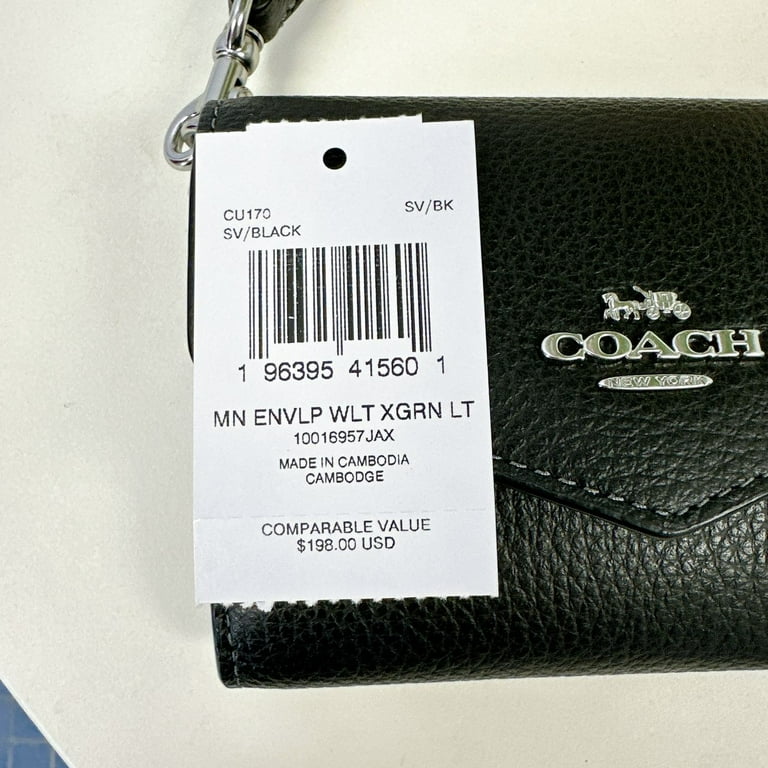 CU170 SV/BK
SV/BLACK
1 96395 41560 1
MN ENVLP WLT XGRN LT
10016957JAX
MADE IN CAMBODIA
CAMBODGE
COMPARABLE VALUE
$198.00 USD
COACH
NEW YORK